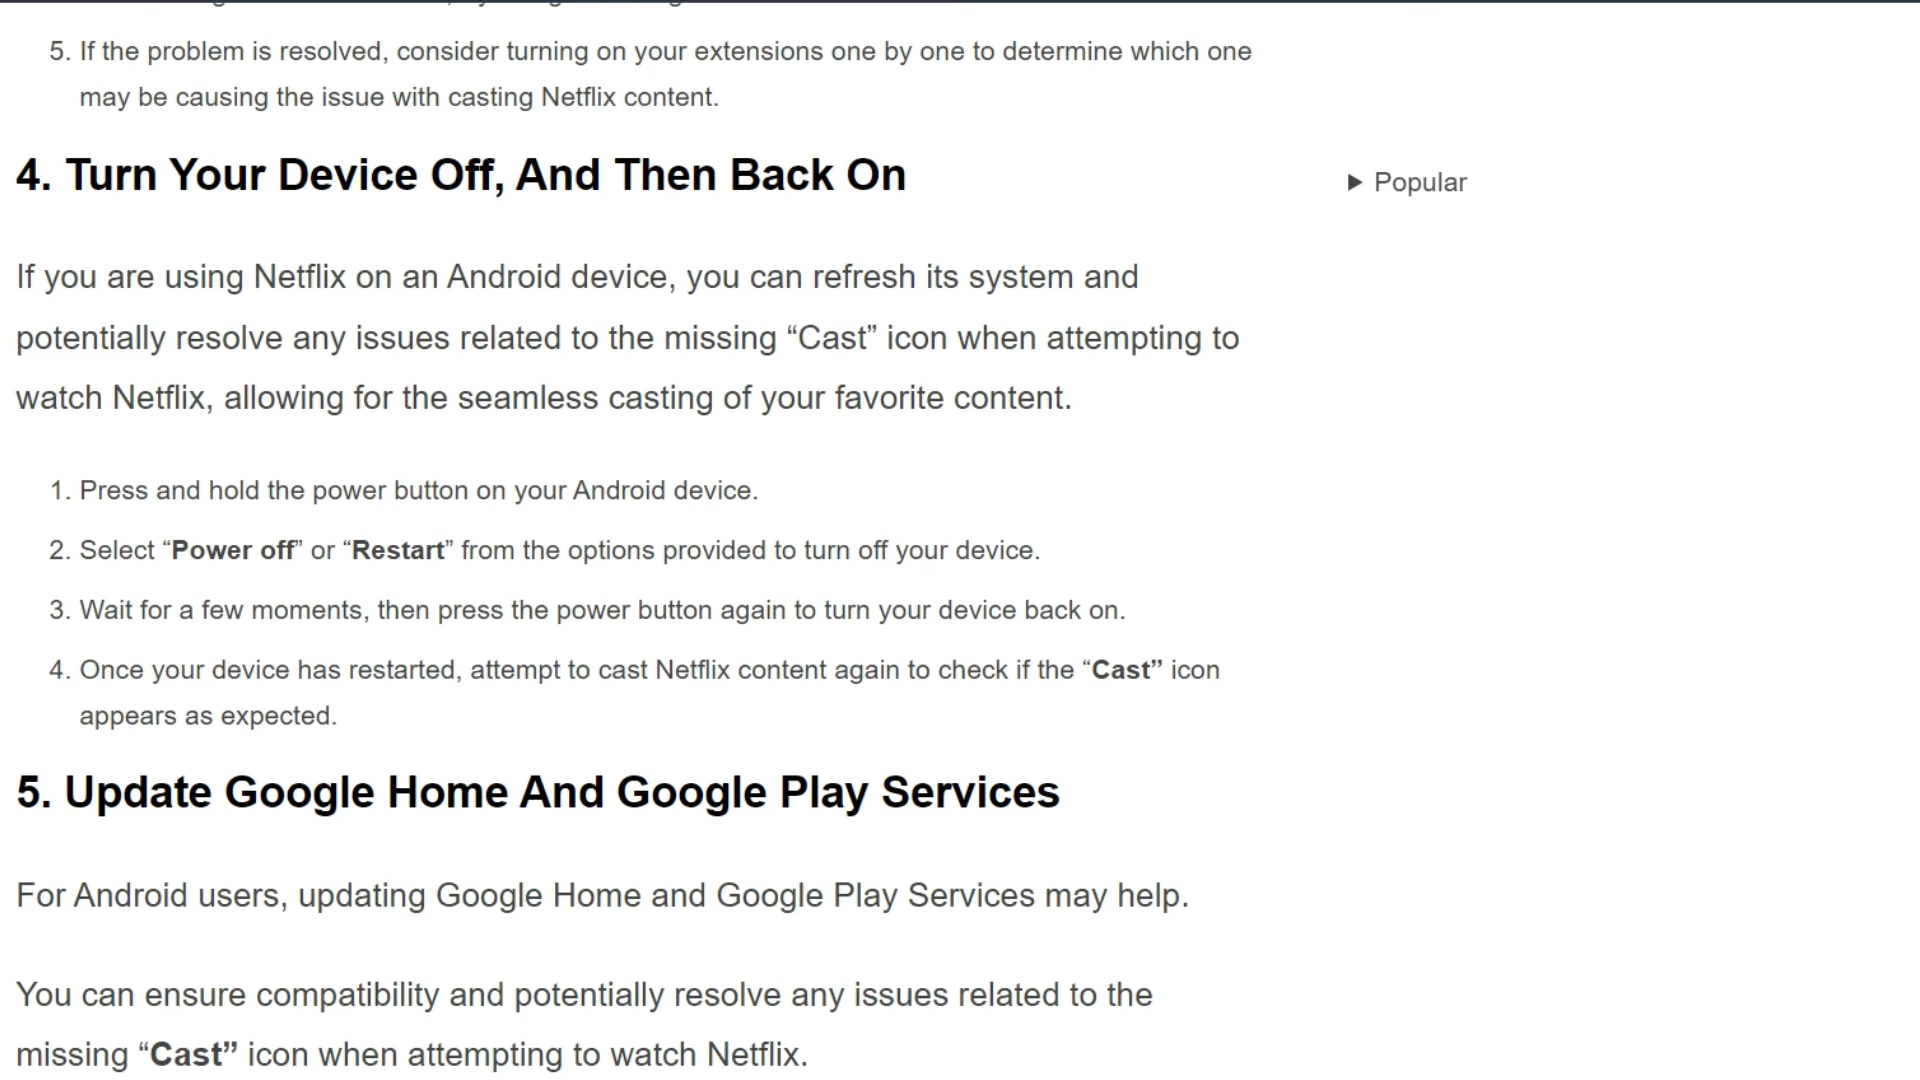 5. If the problem is resolved, consider turning on your extensions one by one to determine which one
may be causing the issue with casting Netflix content.
4. Turn Your Device Off, And Then Back On
▶ Popular
If you are using Netflix on an Android device, you can refresh its system and
potentially resolve any issues related to the missing “Cast” icon when attempting to
watch Netflix, allowing for the seamless casting of your favorite content.
1. Press and hold the power button on your Android device.
2. Select “Power off” or “Restart” from the options provided to turn off your device.
3. Wait for a few moments, then press the power button again to turn your device back on.
4. Once your device has restarted, attempt to cast Netflix content again to check if the “Cast” icon
appears as expected.
5. Update Google Home And Google Play Services
For Android users, updating Google Home and Google Play Services may help.
You can ensure compatibility and potentially resolve any issues related to the
missing “Cast” icon when attempting to watch Netflix.